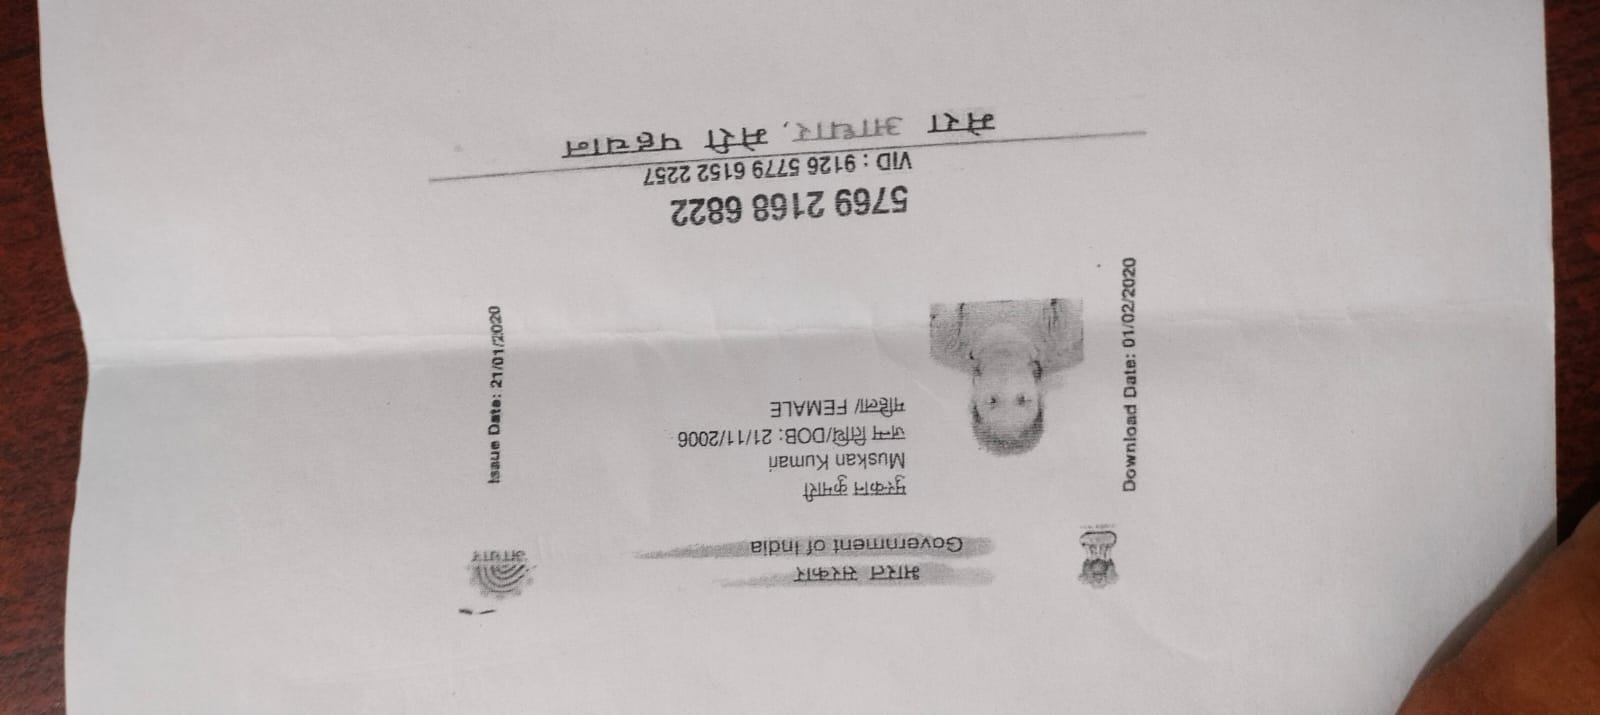 भारत सरकार
Government of India
मुस्कान कुमारी
Muskan Kumari
जन्म तिथि/DOB: 21/11/2006
महिला/ FEMALE
Download Date: 01/02/2020
Issue Date: 21/01/2020
आधार
5769 2168 6822
VID : 9126 5779 6152 2257
मेरा आधार, मेरी पहचान